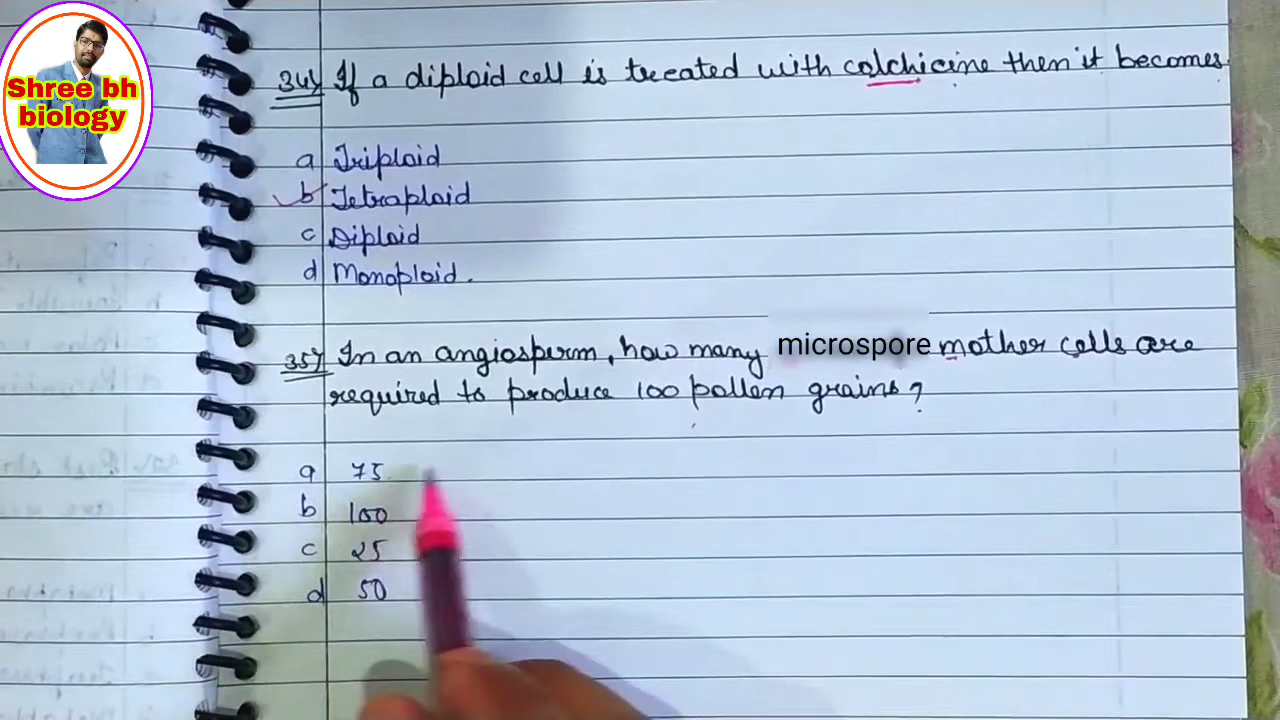 Shree bh
biology
34) If a diploid cell is treated with colchicine then it becomes
a Triploid
b Tetraploid
c Diploid
d Monoploid.
35) In an angiosperm, how many microspore mother cells are
required to produce 100 pollen grains?
a 75
b 100
c 25
d 50